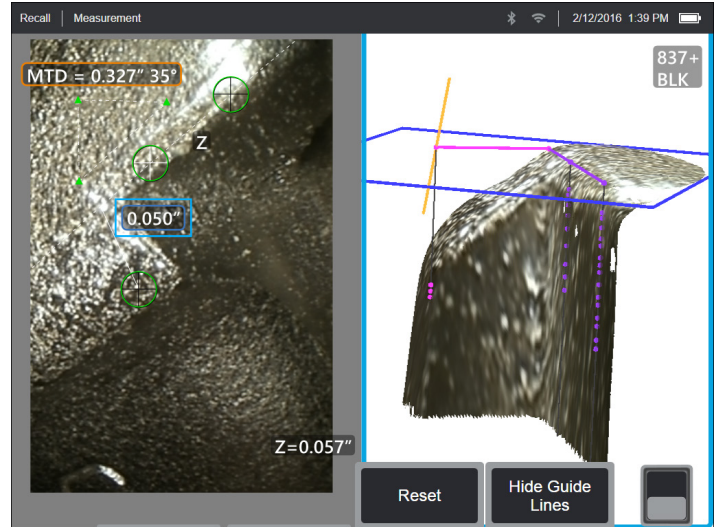 Recall Measurement 2/12/2016 1:39 PM
MTD = 0.327" 35°
837+
BLK
Z
0.050"
Z=0.057"
Reset
Hide Guide
Lines